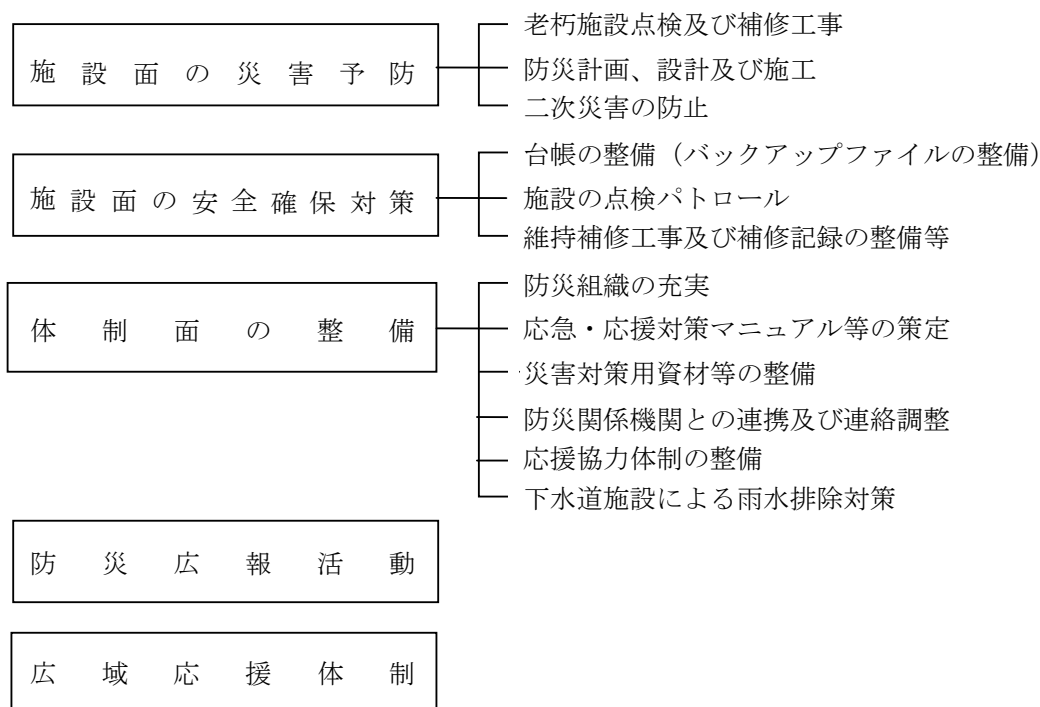 施設面の災害予防
老朽施設点検及び補修工事
防災計画、設計及び施工
二次災害の防止
施設面の安全確保対策
台帳の整備（バックアップファイルの整備）
施設の点検パトロール
維持補修工事及び補修記録の整備等
体制面の整備
防災組織の充実
応急・応援対策マニュアル等の策定
災害対策用資材等の整備
防災関係機関との連携及び連絡調整
応援協力体制の整備
下水道施設による雨水排除対策
防災広報活動
広域応援体制